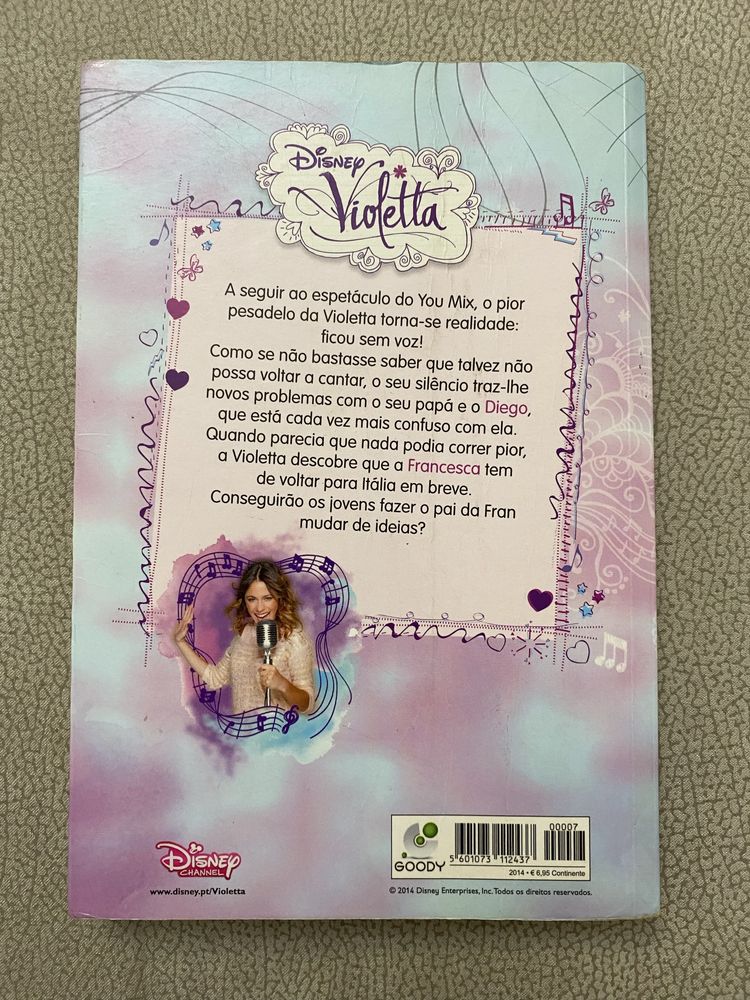 Disney
Violetta
A seguir ao espetáculo do You Mix, o pior
pesadelo da Violetta torna-se realidade:
ficou sem voz!
Como se não bastasse saber que talvez não
possa voltar a cantar, o seu silêncio traz-lhe
novos problemas com o seu papá e o Diego,
que está cada vez mais confuso com ela.
Quando parecia que nada podia correr pior,
a Violetta descobre que a Francesca tem
de voltar para Itália em breve.
Conseguirão os jovens fazer o pai da Fran
mudar de ideias?
Disney
CHANNEL
www.disney.pt/Violetta
GOODY
00007
5 601073 112437
2014 • € 6,95 Continente
© 2014 Disney Enterprises, Inc. Todos os direitos reservados.